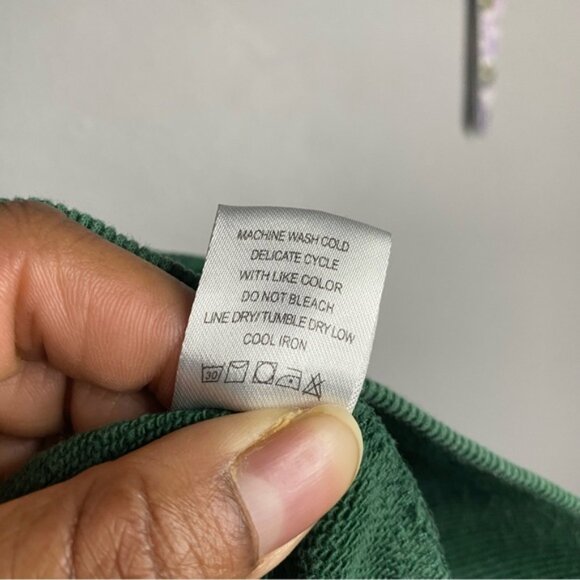 MACHINE WASH COLD
DELICATE CYCLE
WITH LIKE COLOR
DO NOT BLEACH
LINE DRY/TUMBLE DRY LOW
COOL IRON
30